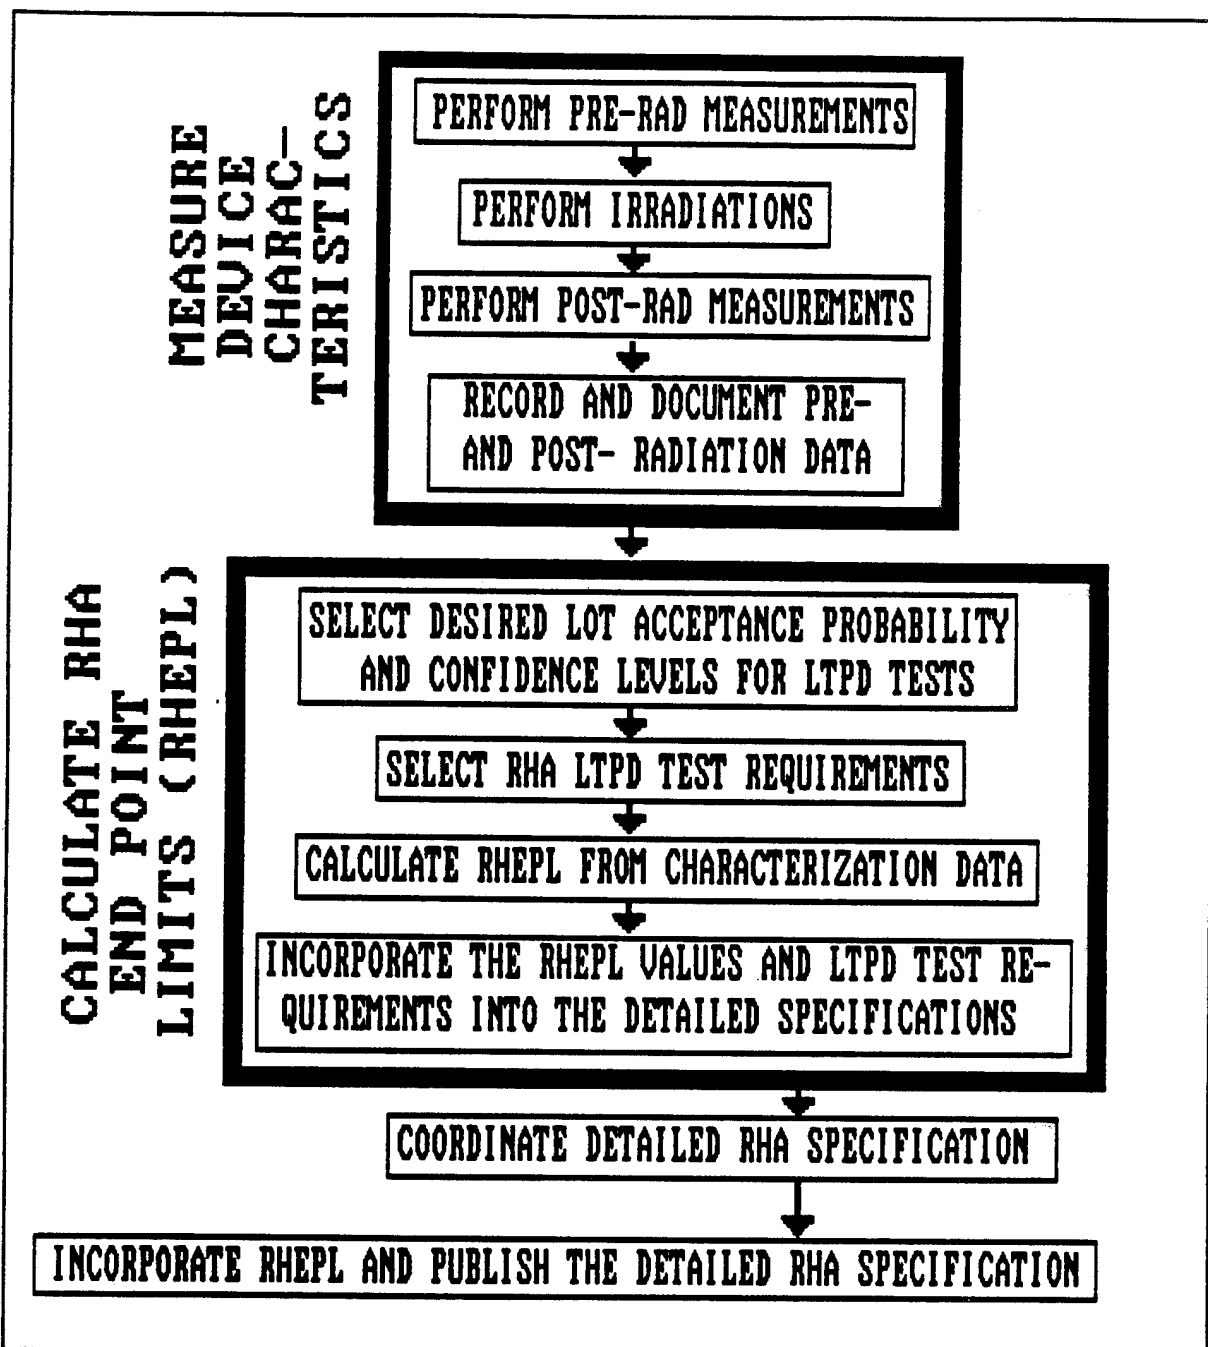 MEASURE
DEVICE
CHARAC-
TERISTICS
PERFORM PRE-RAD MEASUREMENTS
PERFORM IRRADIATIONS
PERFORM POST-RAD MEASUREMENTS
RECORD AND DOCUMENT PRE-
AND POST- RADIATION DATA
CALCULATE RHA
END POINT
LIMITS (RHEPL)
SELECT DESIRED LOT ACCEPTANCE PROBABILITY
AND CONFIDENCE LEVELS FOR LTPD TESTS
SELECT RHA LTPD TEST REQUIREMENTS
CALCULATE RHEPL FROM CHARACTERIZATION DATA
INCORPORATE THE RHEPL VALUES AND LTPD TEST RE-
QUIREMENTS INTO THE DETAILED SPECIFICATIONS
COORDINATE DETAILED RHA SPECIFICATION
INCORPORATE RHEPL AND PUBLISH THE DETAILED RHA SPECIFICATION